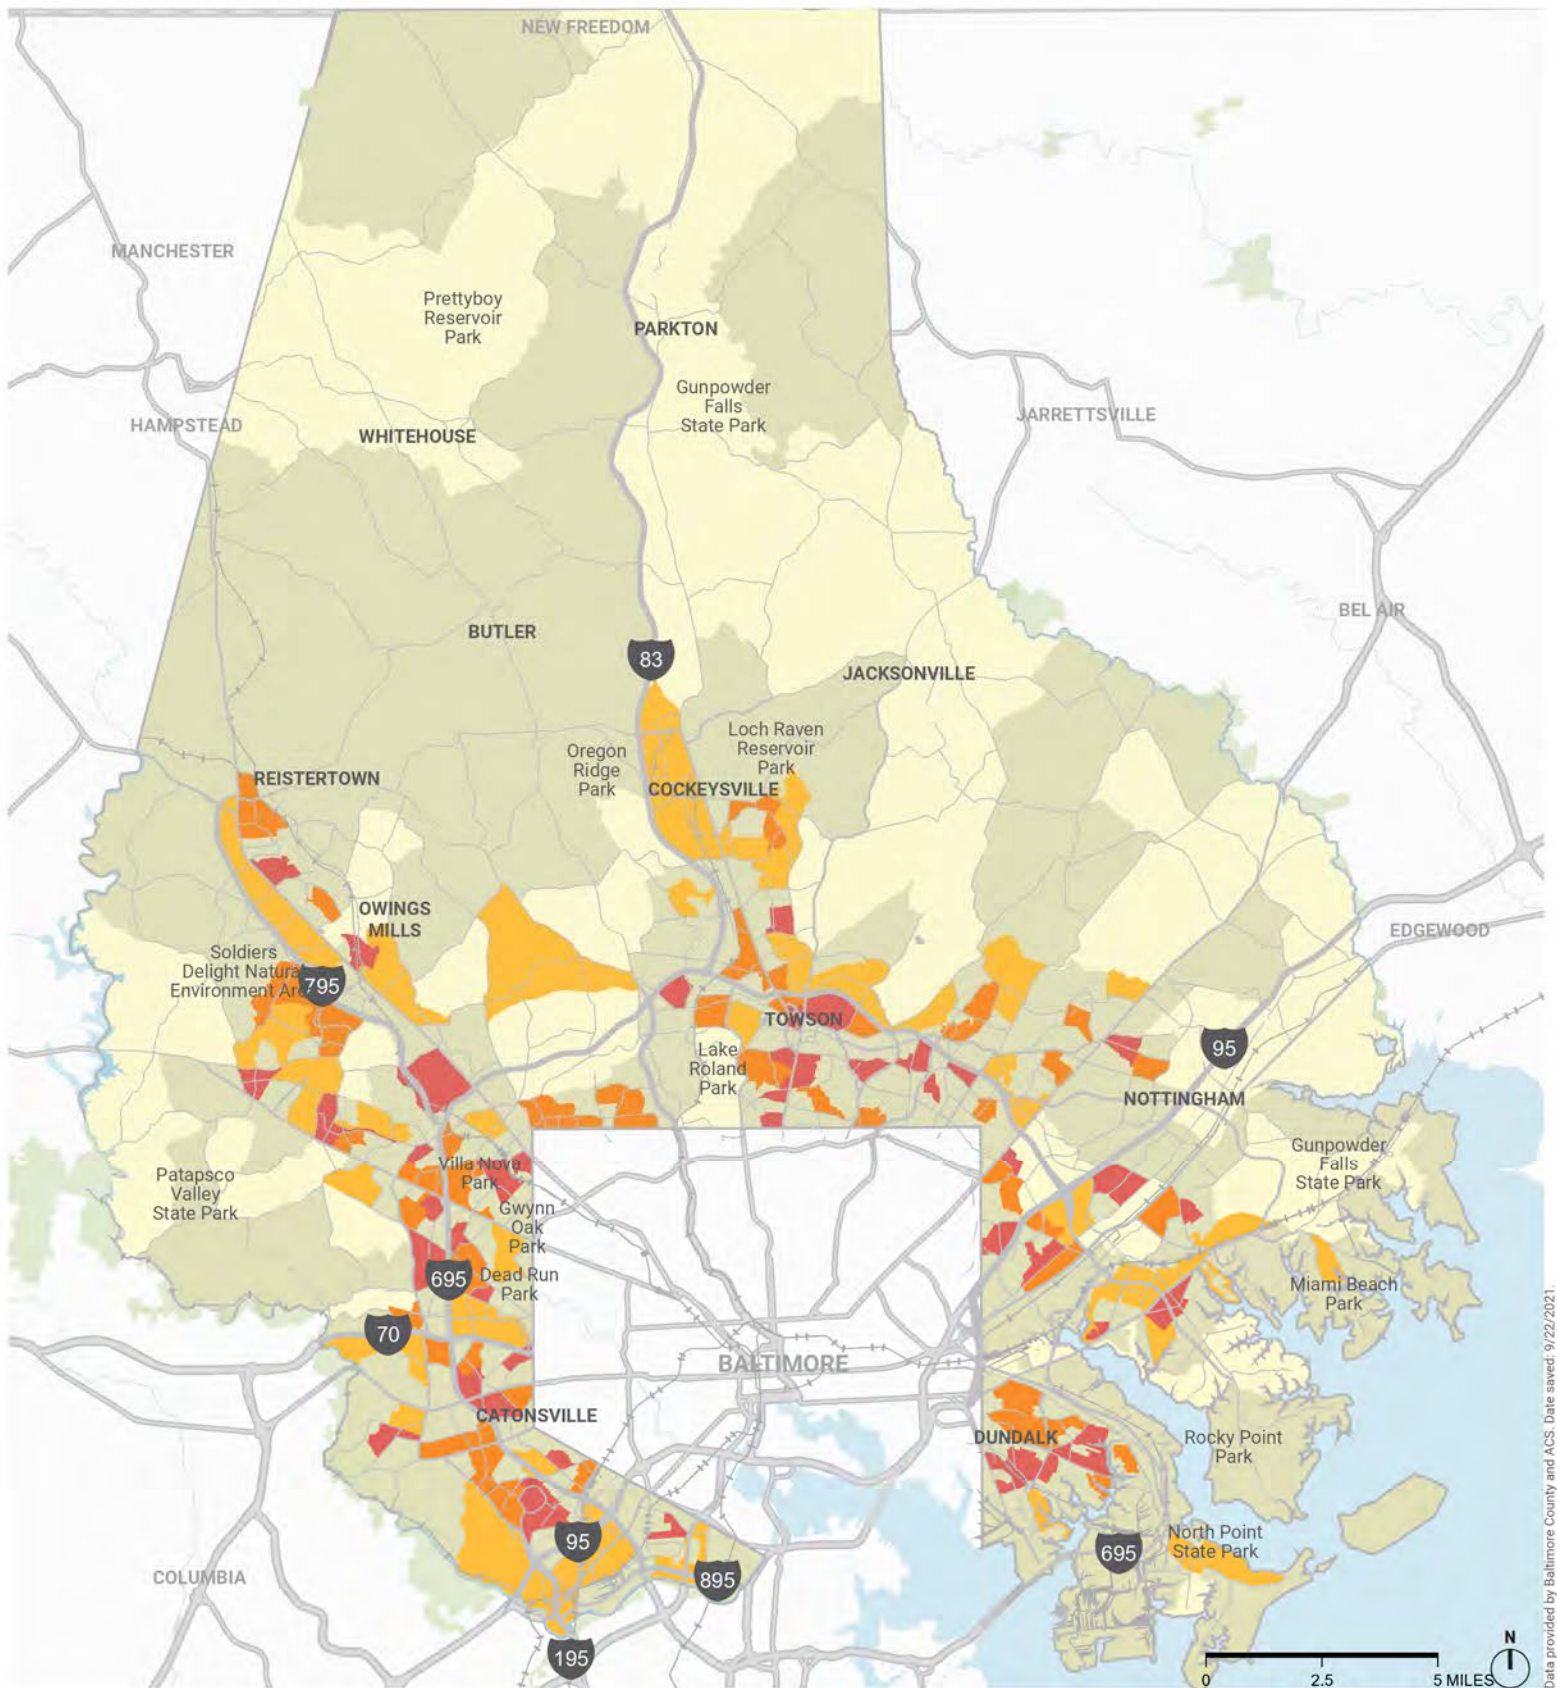 NEW FREEDOM
MANCHESTER
Prettyboy
Reservoir
Park
PARKTON
Gunpowder
Falls
State Park
JARRETTSVILLE
HAMPSTEAD
WHITEHOUSE
BEL AIR
BUTLER
83
JACKSONVILLE
Loch Raven
Reservoir
Park
Oregon
Ridge
Park
REISTERTOWN
COCKEYSVILLE
OWINGS
MILLS
EDGEWOOD
Soldiers
Delight Natura
Environment Are
795
TOWSON
95
Lake
Roland
Park
NOTTINGHAM
Gunpowder
Falls
State Park
Villa Nova
Park
Patapsco
Valley
State Park
Gwynn
Oak
Park
695
Dead Run
Park
Miami Beach
Park
70
BALTIMORE
CATONSVILLE
DUNDALK
Rocky Point
Park
95
North Point
State Park
695
COLUMBIA
895
195
N
0 2.5 5 MILES
Data provided by Baltimore County and ACS. Date saved: 9/22/2021.